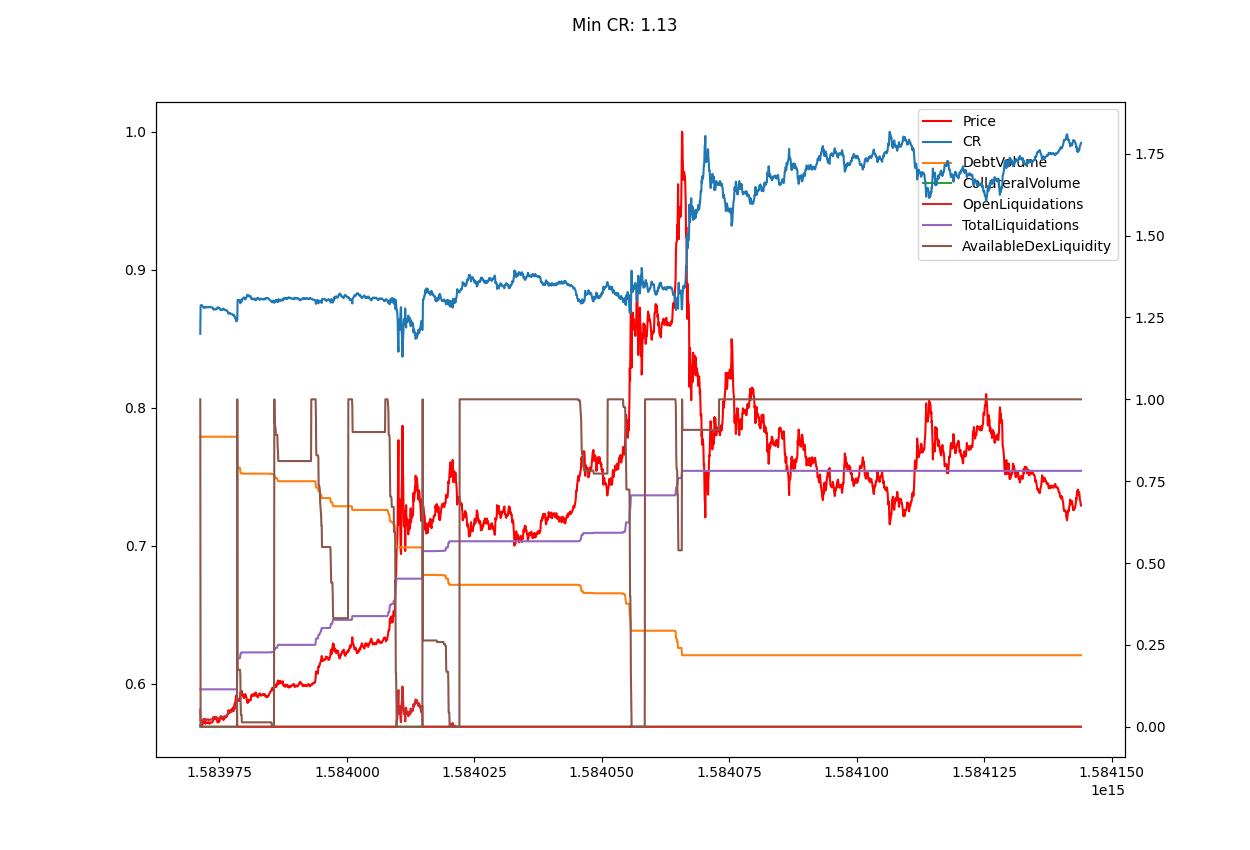 Min CR: 1.13
1.0
0.9
0.8
0.7
0.6
Price
CR
DebtVolume
CollateralVolume
OpenLiquidations
TotalLiquidations
AvailableDexLiquidity
1.75
1.50
1.25
1.00
0.75
0.50
0.25
0.00
1.583975 1.584000 1.584025 1.584050 1.584075 1.584100 1.584125 1.584150
1e15